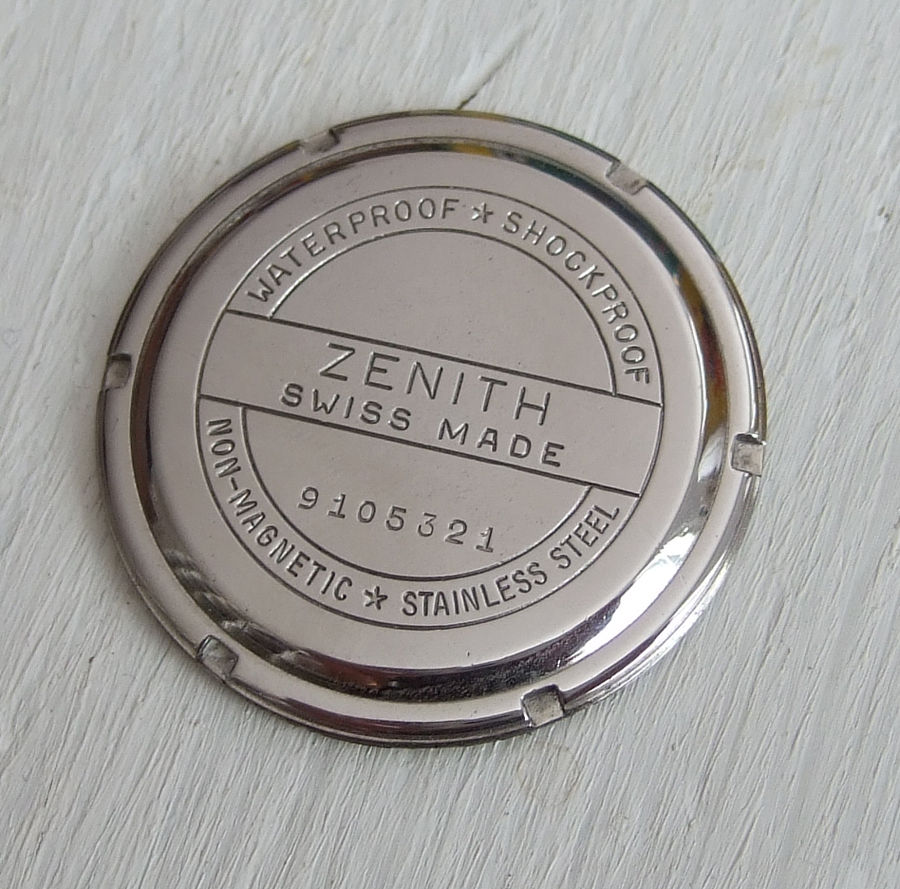 WATERPROOF ☆ SHOCKPROOF
ZENITH
SWISS MADE
9105321
NON-MAGNETIC ☆ STAINLESS STEEL